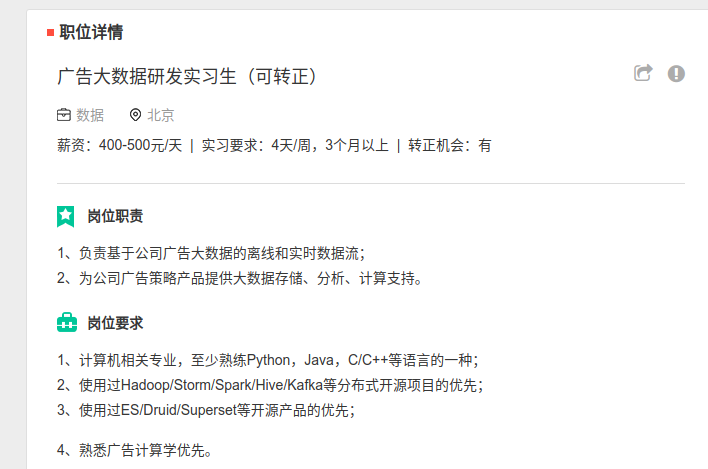 职位详情
广告大数据研发实习生（可转正）
数据 北京
薪资：400-500元/天 | 实习要求：4天/周，3个月以上 | 转正机会：有
岗位职责
1、负责基于公司广告大数据的离线和实时数据流；
2、为公司广告策略产品提供大数据存储、分析、计算支持。
岗位要求
1、计算机相关专业，至少熟练Python，Java，C/C++等语言的一种；
2、使用过Hadoop/Storm/Spark/Hive/Kafka等分布式开源项目的优先；
3、使用过ES/Druid/Superset等开源产品的优先；
4、熟悉广告计算学优先。